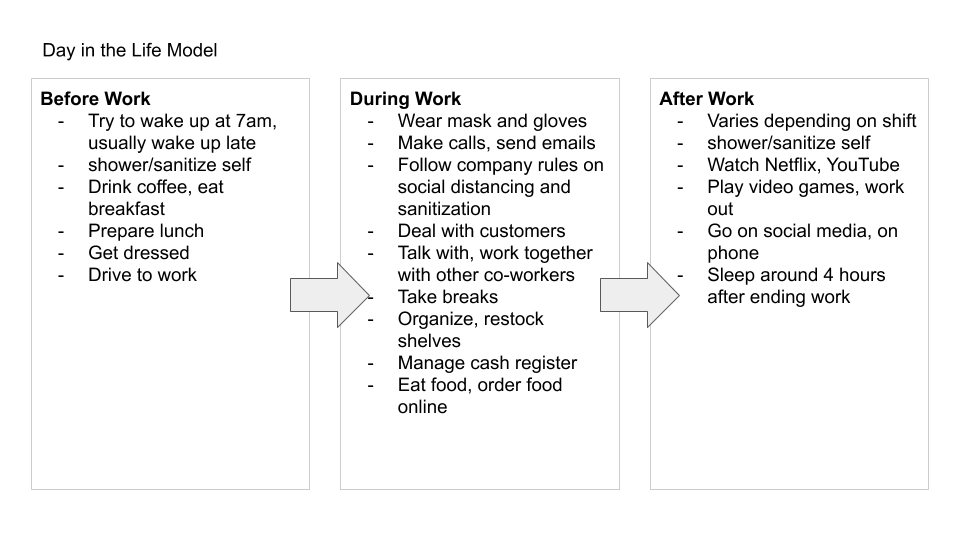 Day in the Life Model
Before Work
- Try to wake up at 7am,
usually wake up late
- shower/sanitize self
- Drink coffee, eat
breakfast
- Prepare lunch
- Get dressed
- Drive to work
During Work
- Wear mask and gloves
- Make calls, send emails
- Follow company rules on
social distancing and
sanitization
- Deal with customers
- Talk with, work together
with other co-workers
- Take breaks
- Organize, restock
shelves
- Manage cash register
- Eat food, order food
online
After Work
- Varies depending on shift
- shower/sanitize self
- Watch Netflix, YouTube
- Play video games, work
out
- Go on social media, on
phone
- Sleep around 4 hours
after ending work